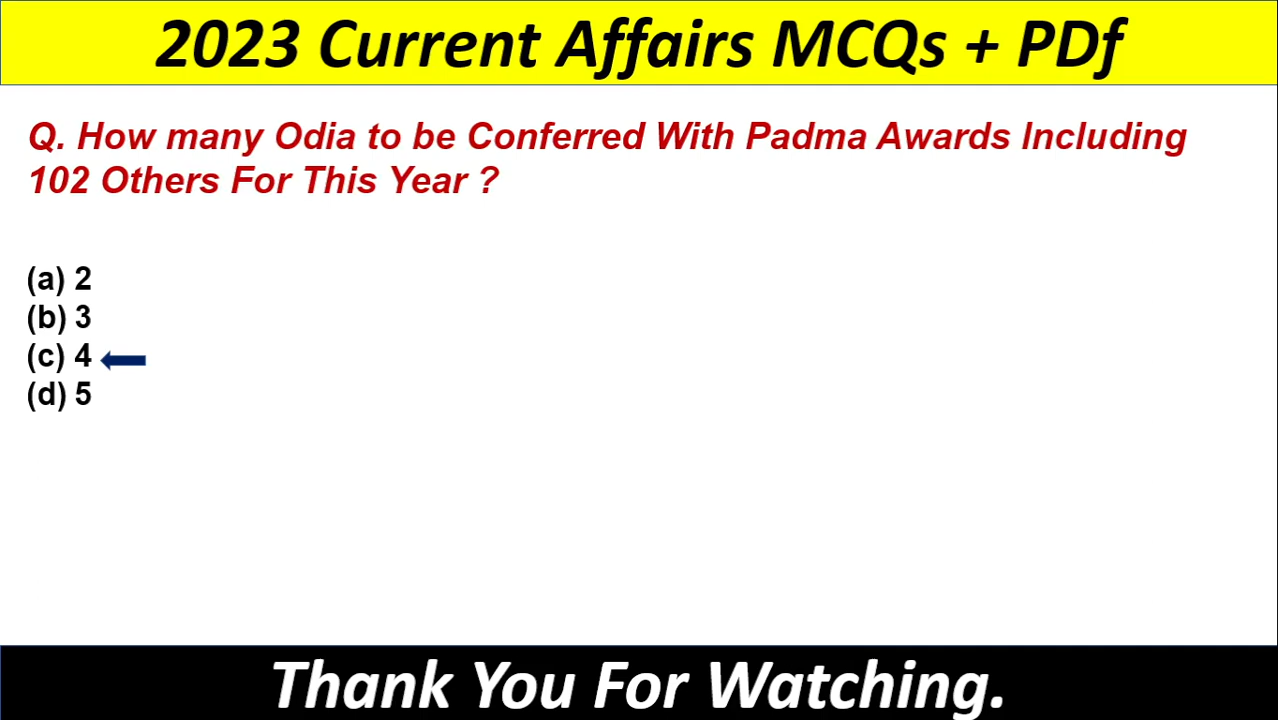 2023 Current Affairs MCQs + PDf
Q. How many Odia to be Conferred With Padma Awards Including
102 Others For This Year ?
(a) 2
(b) 3
(c) 4
(d) 5
Thank You For Watching.